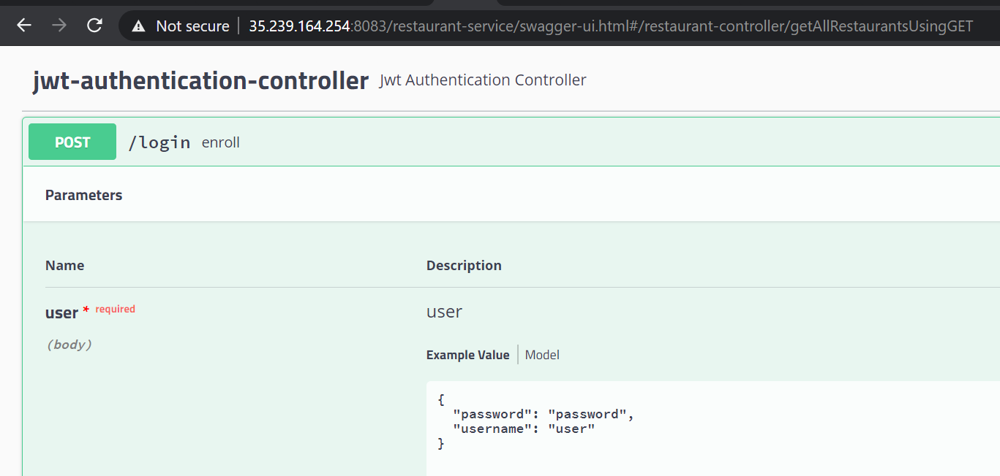 Not secure | 35.239.164.254:8083/restaurant-service/swagger-ui.html#/restaurant-controller/getAllRestaurantsUsingGET
jwt-authentication-controller Jwt Authentication Controller
POST /login enroll
Parameters
Name Description
user * required user
(body)
Example Value | Model
{
  "password": "password",
  "username": "user"
}